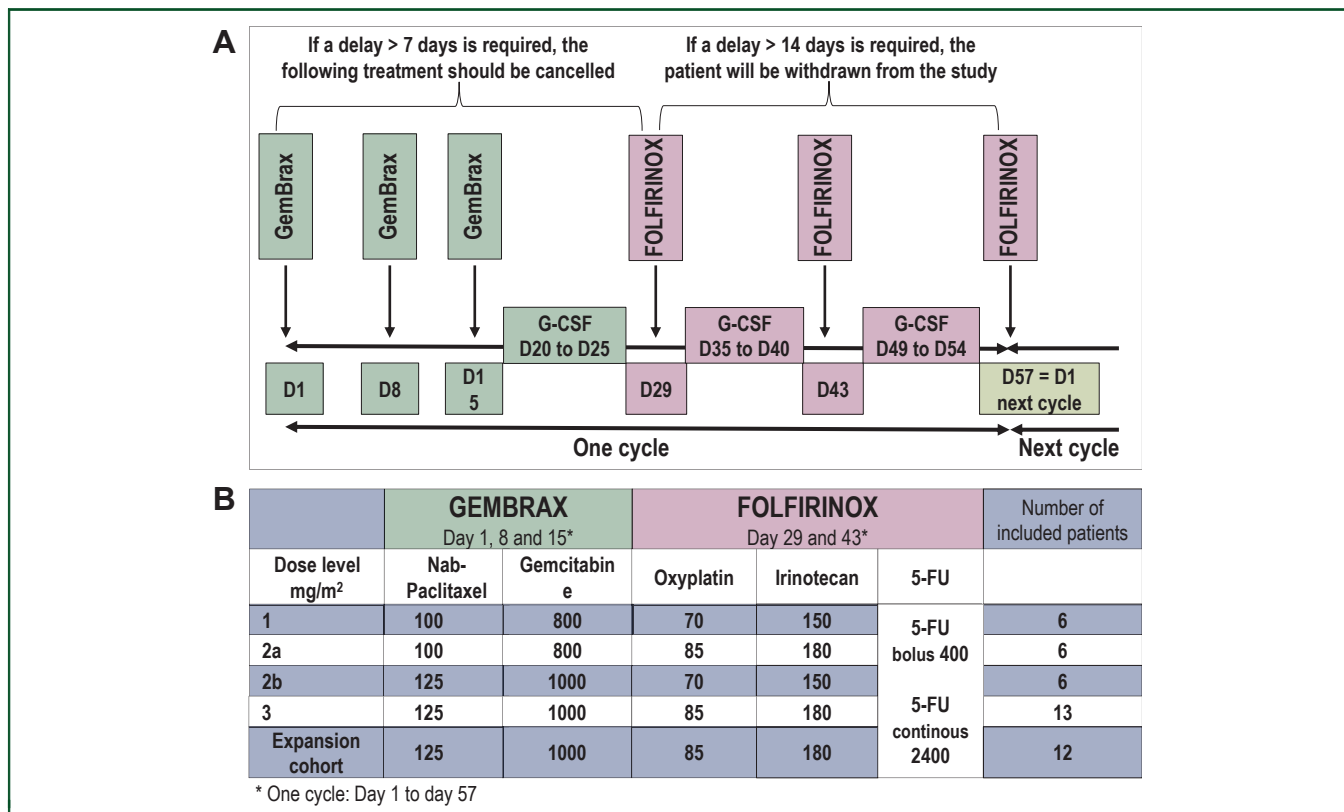 A
If a delay > 7 days is required, the
following treatment should be cancelled
If a delay > 14 days is required, the
patient will be withdrawn from the study
GemBrax
GemBrax
GemBrax
FOLFIRINOX
FOLFIRINOX
FOLFIRINOX
G-CSF
D20 to D25
G-CSF
D35 to D40
G-CSF
D49 to D54
D1
D8
D1
5
D29
D43
D57 = D1
next cycle
One cycle
Next cycle
B
GEMBRAX
Day 1, 8 and 15*
FOLFIRINOX
Day 29 and 43*
Number of
included patients
Dose level
mg/m²
Nab-
Paclitaxel
Gemcitabin
e
Oxyplatin
Irinotecan
5-FU
1 100 800 70 150 6
2a 100 800 85 180 6
2b 125 1000 70 150 6
3 125 1000 85 180 13
Expansion
cohort
125 1000 85 180 12
5-FU
bolus 400
5-FU
continous
2400
* One cycle: Day 1 to day 57